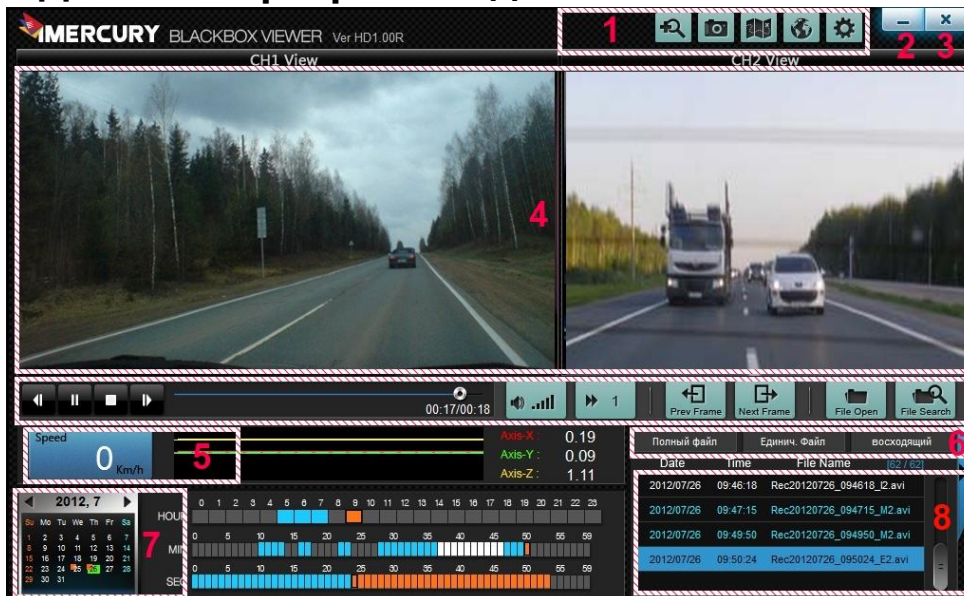 1
iMERCURY BLACKBOX VIEWER Ver HD1.00R
2 3
CH1 View CH2 View
4
00:17/00:18
1
Prev Frame Next Frame File Open File Search
Speed
0 Km/h
5
Axis-X : 0.19
Axis-Y : 0.09
Axis-Z : 1.11
6
Полный файл Единич. Файл восходящий
Date Time File Name [62 / 62]
2012/07/26 09:46:18 Rec20120726_094618_I2.avi
2012/07/26 09:47:15 Rec20120726_094715_M2.avi
2012/07/26 09:49:50 Rec20120726_094950_M2.avi
2012/07/26 09:50:24 Rec20120726_095024_E2.avi
8
2012, 7
Su Mo Tu We Th Fr Sa
1 2 3 4 5 6 7
8 9 10 11 12 13 14
15 16 17 18 19 20 21
22 23 24 25 26 27 28
29 30 31
7
HOUR 0 1 2 3 4 5 6 7 8 9 10 11 12 13 14 15 16 17 18 19 20 21 22 23
MIN 0 5 10 15 20 25 30 35 40 45 50 55 59
SEC 0 5 10 15 20 25 30 35 40 45 50 55 59